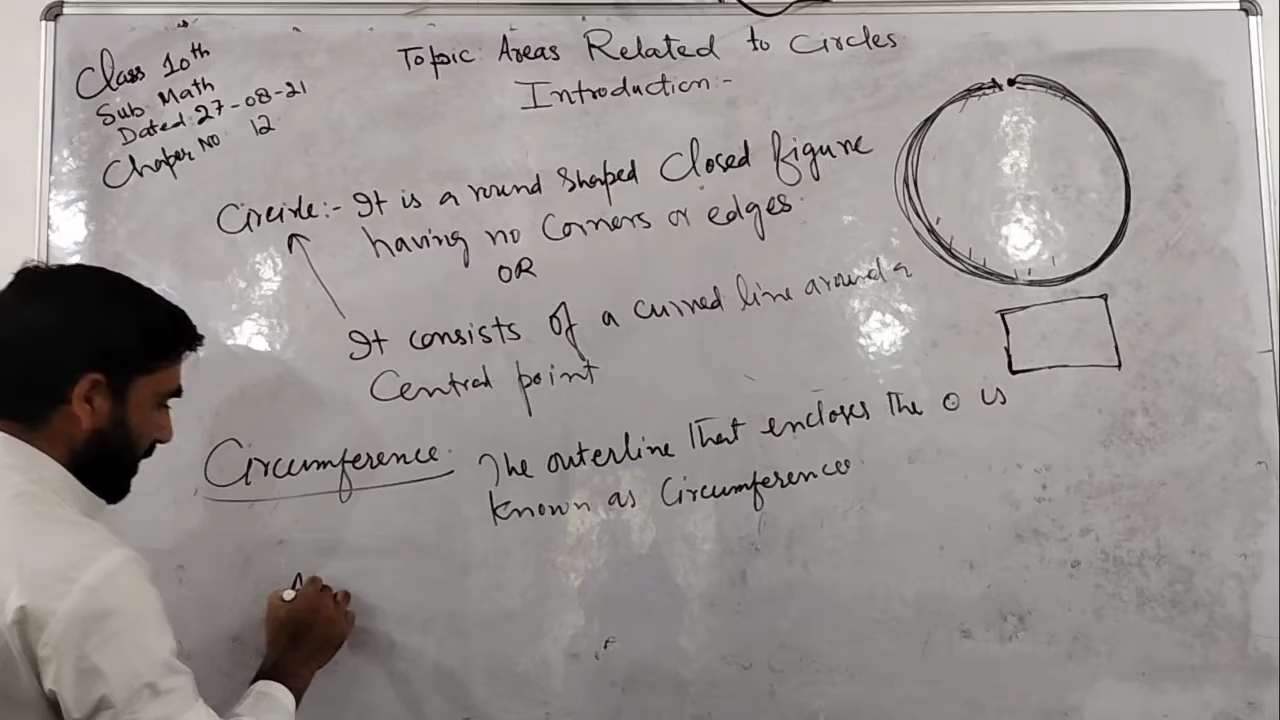 Class 10th
Sub Math
Dated: 27-08-21
Chapter No 12
Topic: Areas Related to Circles
Introduction:-
Circle:- It is a round shaped closed figure
having no corners or edges.
OR
It consists of a curved line around a
Central point
Circumference. The outerline that encloses the O is
known as Circumference
A